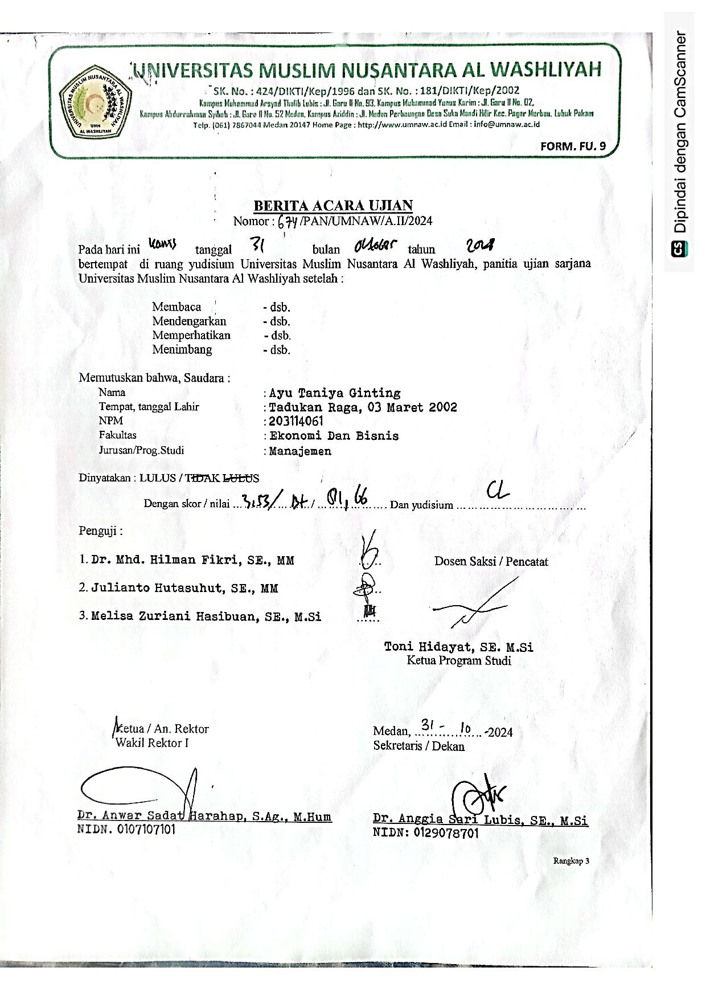 UNIVERSITAS MUSLIM NUSANTARA AL WASHLIYAH
SK. No. : 424/DIKTI/Kep/1996 dan SK. No. : 181/DIKTI/Kep/2002
Kampus Muhammad Arsyad Thalib Lubis : Jl. Garu II No. 93, Kampus Muhammad Yunus Karim : Jl. Garu II No. 02,
Kampus Abdurrahman Syihab : Jl. Garu II No. 52 Medan, Kampus Aziddin : Jl. Medan Perbaungan Desa Suka Mandi Hilir Kec. Pagar Merbau, Lubuk Pakam
Telp. (061) 7867044 Medan 20147 Home Page : http://www.umnaw.ac.id Email : info@umnaw.ac.id
FORM. FU. 9
UNIVERSITAS MUSLIM NUSANTARA AL WASHLIYAH
UMN
AL WASHLIYAH
BERITA ACARA UJIAN
Nomor : 674/PAN/UMNAW/A.II/2024
Pada hari ini Kamis tanggal 31 bulan Oktober tahun 2024
bertempat di ruang yudisium Universitas Muslim Nusantara Al Washliyah, panitia ujian sarjana
Universitas Muslim Nusantara Al Washliyah setelah :
Membaca - dsb.
Mendengarkan - dsb.
Memperhatikan - dsb.
Menimbang - dsb.
Memutuskan bahwa, Saudara :
Nama : Ayu Taniya Ginting
Tempat, tanggal Lahir : Tadukan Raga, 03 Maret 2002
NPM : 203114061
Fakultas : Ekonomi Dan Bisnis
Jurusan/Prog.Studi : Manajemen
Dinyatakan : LULUS / TIDAK LULUS
Dengan skor / nilai ...3,53/.... /...81,66....... Dan yudisium ...............................
CL
Penguji :
1. Dr. Mhd. Hilman Fikri, SE., MM
Dosen Saksi / Pencatat
2. Julianto Hutasuhut, SE., MM
3. Melisa Zuriani Hasibuan, SE., M.Si
Toni Hidayat, SE. M.Si
Ketua Program Studi
Ketua / An. Rektor
Wakil Rektor I
Medan, 31 - 10 -2024
Sekretaris / Dekan
Dr. Anwar Sadat Harahap, S.Ag., M.Hum
NIDN. 0107107101
Dr. Anggia Sari Lubis, SE., M.Si
NIDN: 0129078701
Rangkap 3
CS Dipindai dengan CamScanner